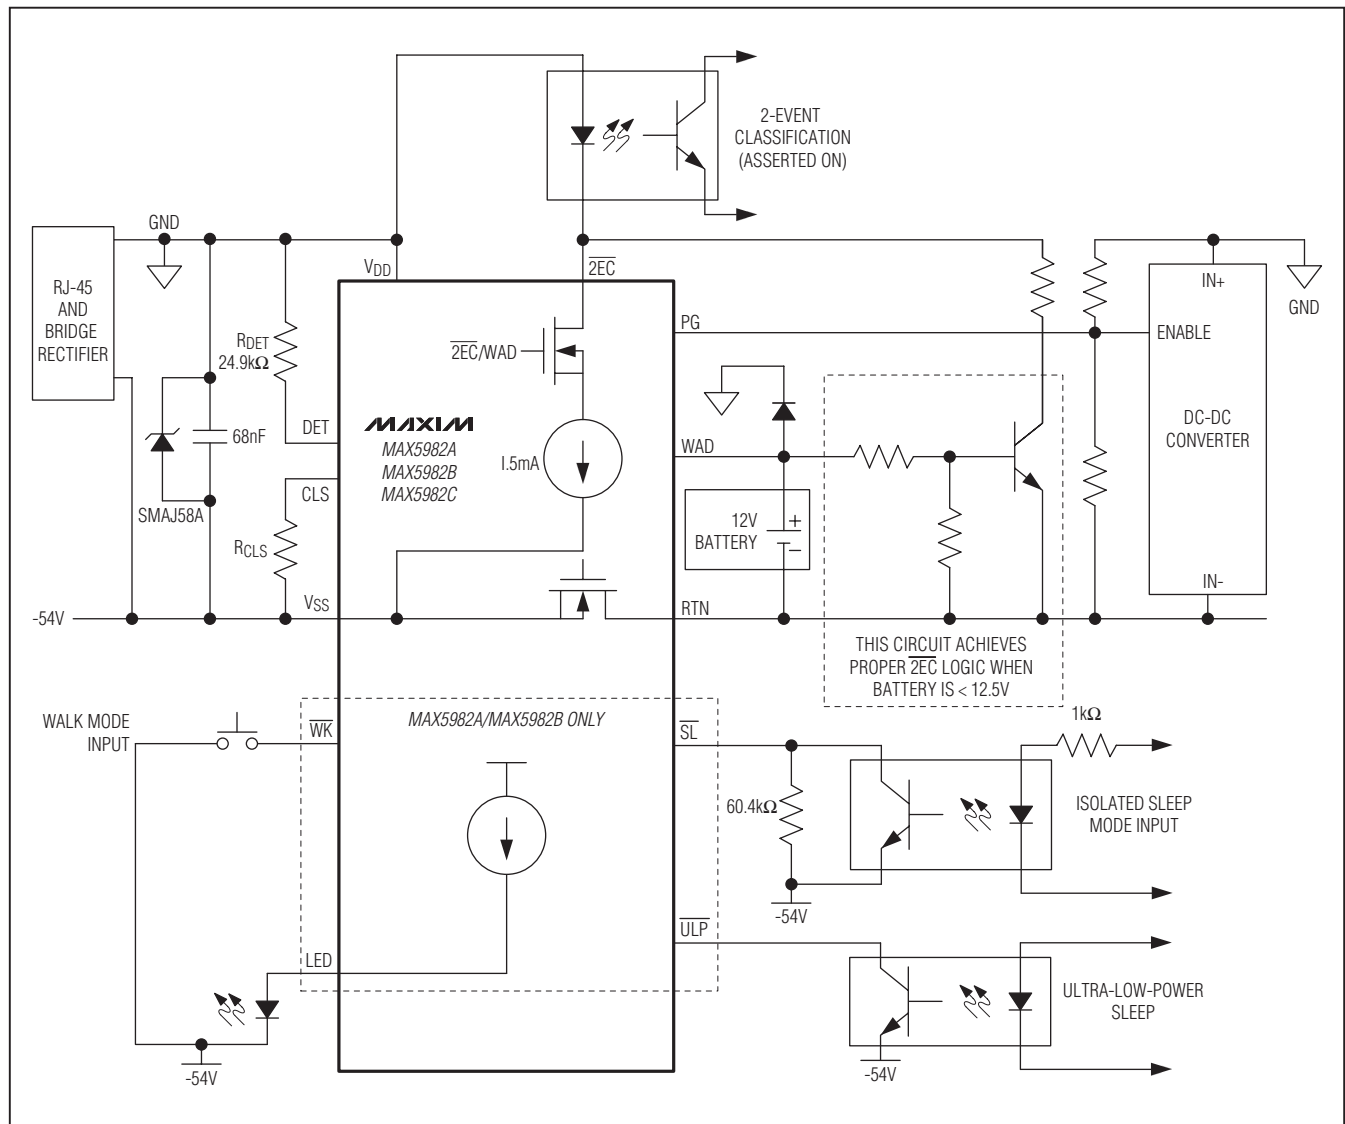 2-EVENT
CLASSIFICATION
(ASSERTED ON)
GND
RJ-45
AND
BRIDGE
RECTIFIER
VDD
2EC
IN+
GND
RDET
24.9kΩ
2EC/WAD
PG
ENABLE
DC-DC
CONVERTER
68nF
DET
MAXIM
MAX5982A
MAX5982B
MAX5982C
1.5mA
WAD
CLS
SMAJ58A
12V
BATTERY
+
−
RCLS
IN-
-54V
VSS
RTN
THIS CIRCUIT ACHIEVES
PROPER 2EC LOGIC WHEN
BATTERY IS < 12.5V
WALK MODE
INPUT
WK
MAX5982A/MAX5982B ONLY
SL
1kΩ
60.4kΩ
ISOLATED SLEEP
MODE INPUT
-54V
ULP
LED
ULTRA-LOW-POWER
SLEEP
-54V
-54V